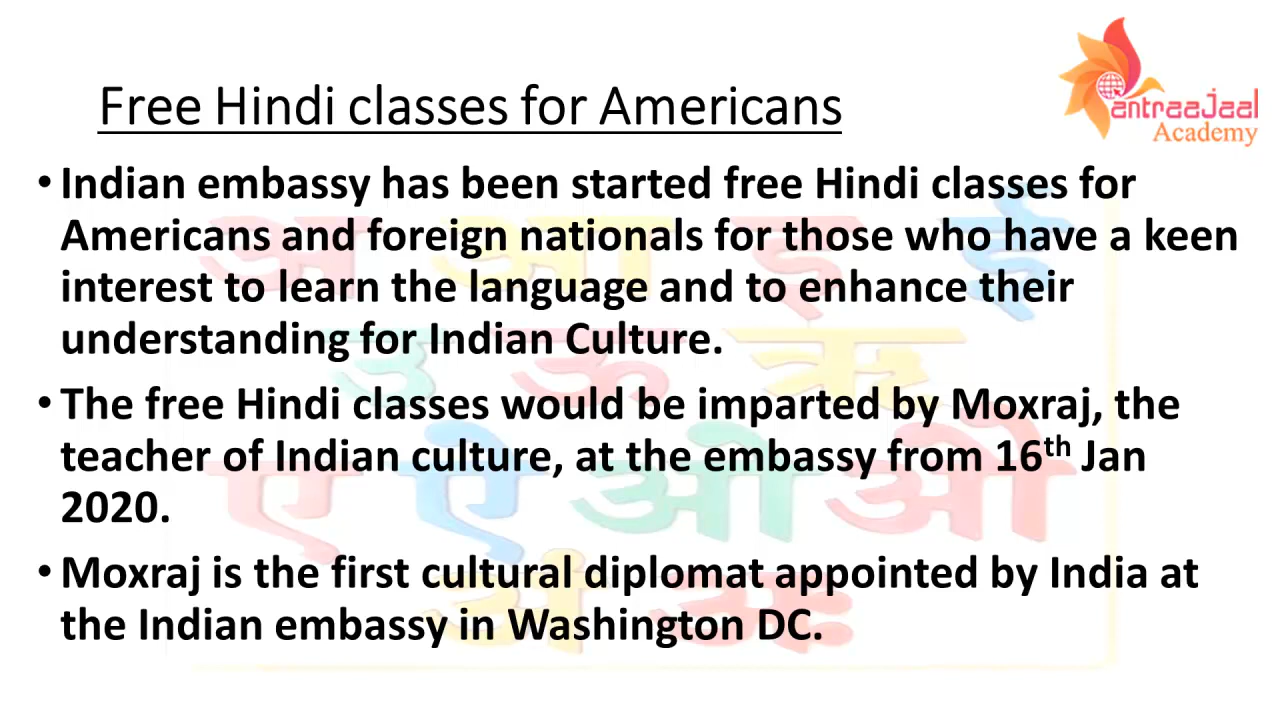 Free Hindi classes for Americans
antraajaal
Academy
• Indian embassy has been started free Hindi classes for
Americans and foreign nationals for those who have a keen
interest to learn the language and to enhance their
understanding for Indian Culture.
• The free Hindi classes would be imparted by Moxraj, the
teacher of Indian culture, at the embassy from 16th Jan
2020.
• Moxraj is the first cultural diplomat appointed by India at
the Indian embassy in Washington DC.
अ आ इ ई
उ ऊ ऋ
ए ऐ ओ औ
अं अः